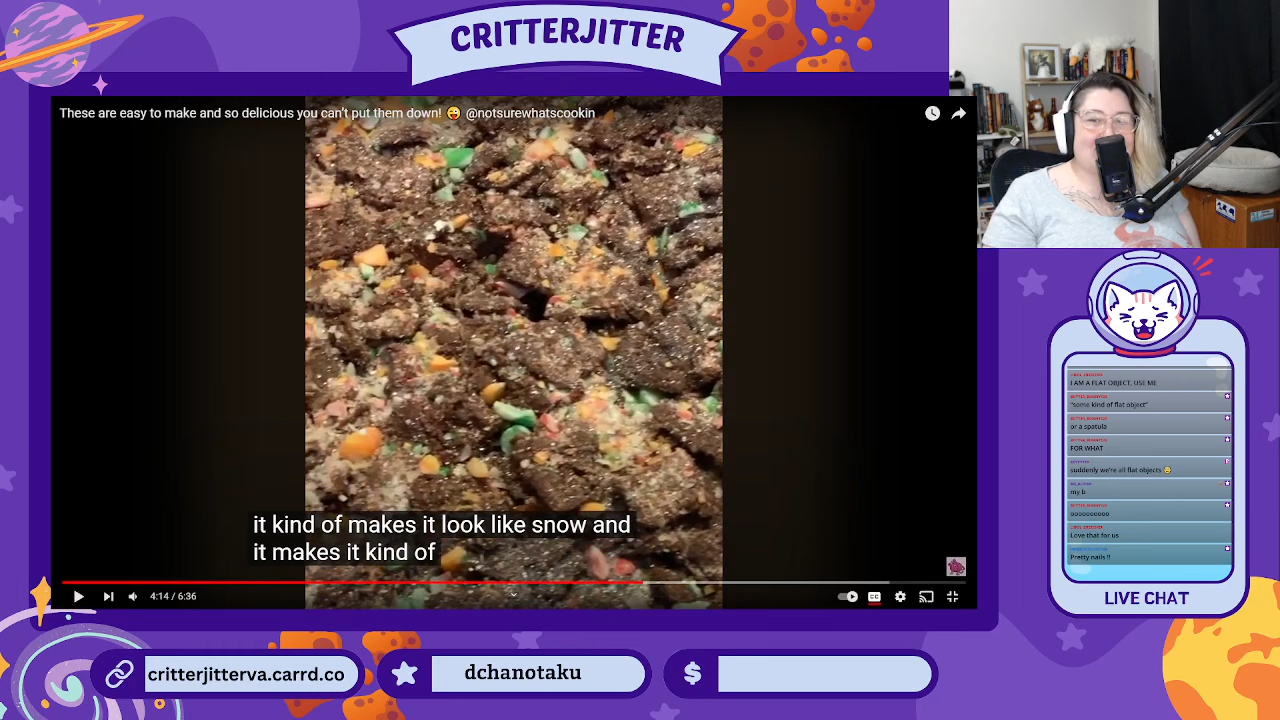 CRITTERJITTER
These are easy to make and so delicious you can't put them down! 😜 @notsurewhatscookin
it kind of makes it look like snow and
it makes it kind of
4:14 / 6:36
CC
I AM A FLAT OBJECT, USE ME
"some kind of flat object"
or a spatula
FOR WHAT
suddenly we're all flat objects
my b
oooooooooo
Love that for us
Pretty nails !!
LIVE CHAT
critterjitterva.carrd.co
dchanotaku
$